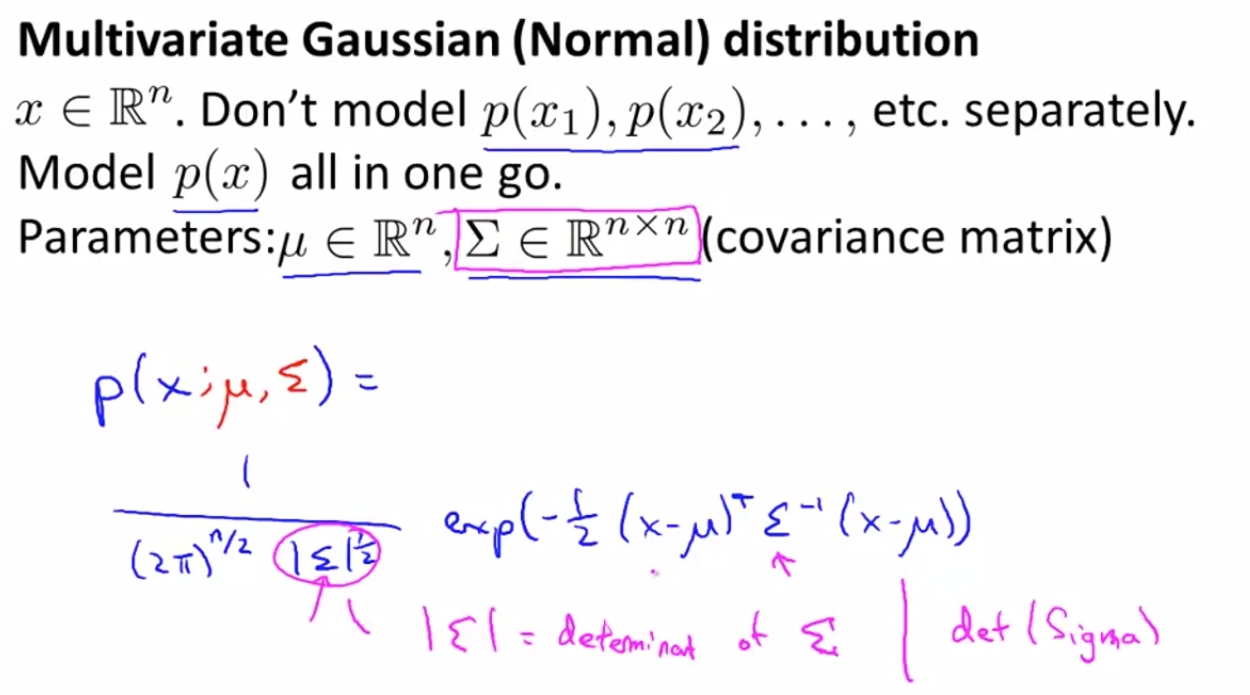 Multivariate Gaussian (Normal) distribution
x ∈ ℝⁿ. Don't model p(x₁), p(x₂), . . . , etc. separately.
Model p(x) all in one go.
Parameters: μ ∈ ℝⁿ, Σ ∈ ℝⁿˣⁿ (covariance matrix)
p(x; μ, Σ) =
1
(2π)^(n/2) |Σ|^(1/2) exp(-1/2 (x-μ)ᵀ Σ⁻¹ (x-μ))
|Σ| = determinant of Σ | det(Sigma)